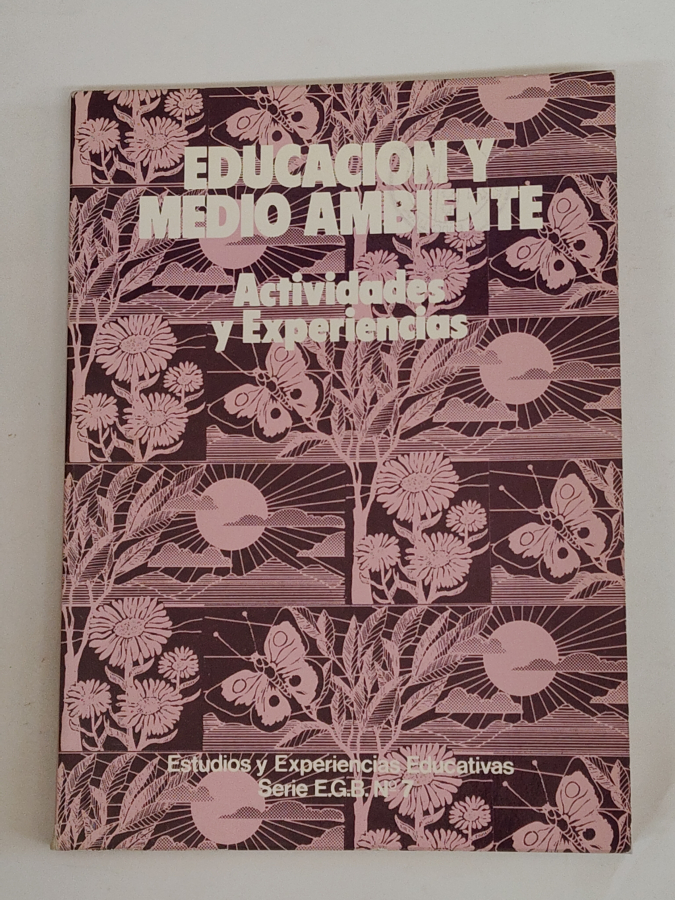 EDUCACION Y
MEDIO AMBIENTE
Actividades
y Experiencias
Estudios y Experiencias Educativas
Serie E.G.B. Nº 7